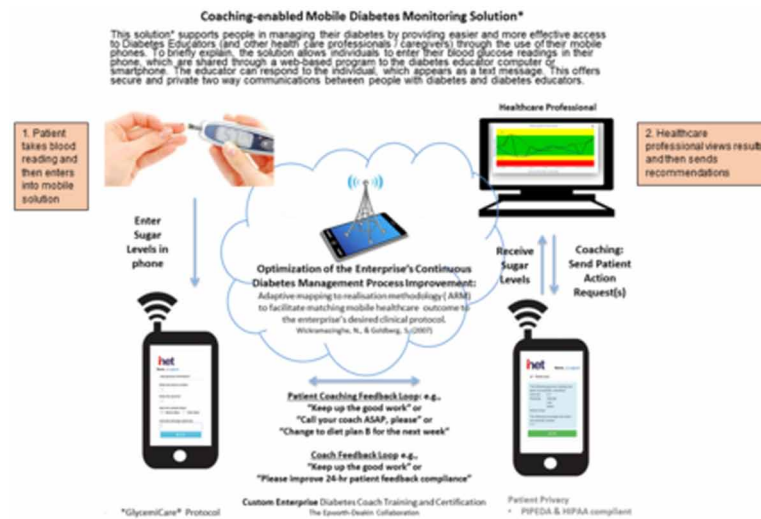 Coaching-enabled Mobile Diabetes Monitoring Solution*
This solution* supports people in managing their diabetes by providing easier and more effective access
to Diabetes Educators (and other health care professionals / caregivers) through the use of their mobile
phones. To briefly explain, the solution allows individuals to enter their blood glucose readings in their
phone, which are shared through a web-based program to the diabetes educator computer or
smartphone. The educator can respond to the individual, which appears as a text message. This offers
secure and private two way communications between people with diabetes and diabetes educators.
Healthcare Professional
1. Patient
takes blood
reading and
then enters
into mobile
solution
2. Healthcare
professional views results
and then sends
recommendations
Enter
Sugar
Levels in
phone
Optimization of the Enterprise's Continuous
Diabetes Management Process Improvement:
Adaptive mapping to realisation methodology (ARM)
to facilitate matching mobile healthcare outcome to
the enterprise's desired clinical protocol.
Wickramasinghe, N., & Goldberg, S. (2007)
Receive
Sugar
Levels
Coaching:
Send Patient
Action
Request(s)
inet
inet
Patient Coaching Feedback Loop: e.g.,
"Keep up the good work" or
"Call your coach ASAP, please" or
"Change to diet plan B for the next week"
Coach Feedback Loop e.g.,
"Keep up the good work" or
"Please improve 24-hr patient feedback compliance"
Custom Enterprise Diabetes Coach Training and Certification
The Epworth-Deakin Collaboration
*GlycemiCare® Protocol
Patient Privacy
• PIPEDA & HIPAA compliant